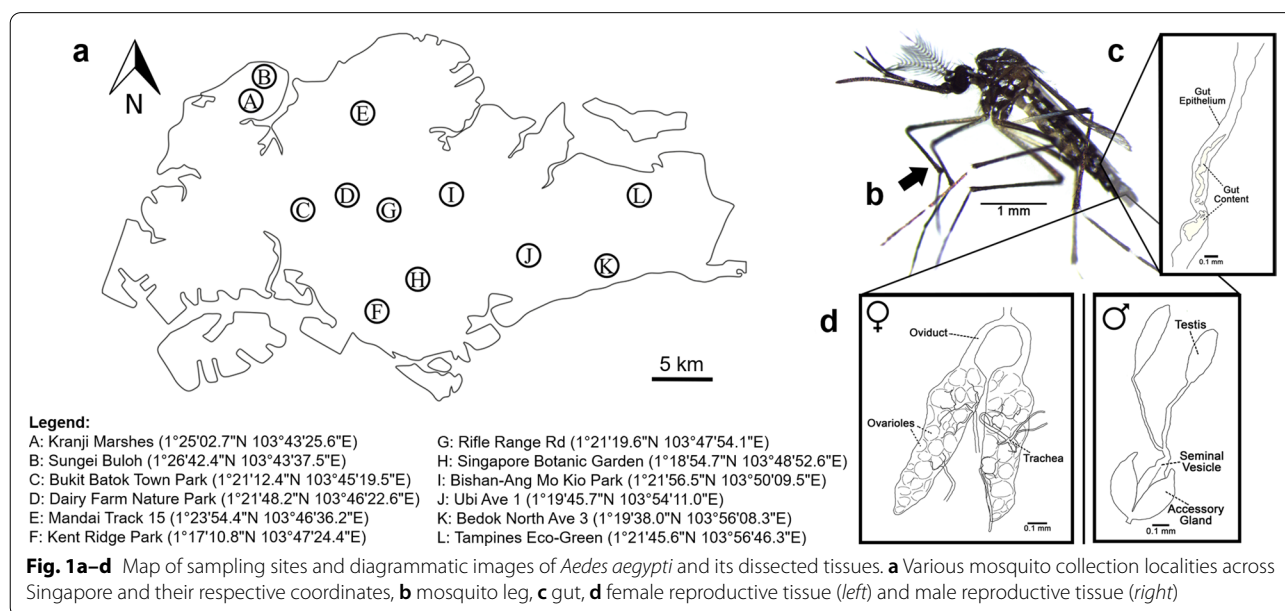 a
N
B
A
E
C
D
G
I
L
J
K
H
F
5 km
b
1 mm
c
Gut
Epithelium
Gut
Content
0.1 mm
d
♀
Oviduct
Ovarioles
Trachea
0.1 mm
♂
Testis
Seminal
Vesicle
Accessory
Gland
0.1 mm
Legend:
A: Kranji Marshes (1°25'02.7"N 103°43'25.6"E)
B: Sungei Buloh (1°26'42.4"N 103°43'37.5"E)
C: Bukit Batok Town Park (1°21'12.4"N 103°45'19.5"E)
D: Dairy Farm Nature Park (1°21'48.2"N 103°46'22.6"E)
E: Mandai Track 15 (1°23'54.4"N 103°46'36.2"E)
F: Kent Ridge Park (1°17'10.8"N 103°47'24.4"E)
G: Rifle Range Rd (1°21'19.6"N 103°47'54.1"E)
H: Singapore Botanic Garden (1°18'54.7"N 103°48'52.6"E)
I: Bishan-Ang Mo Kio Park (1°21'56.5"N 103°50'09.5"E)
J: Ubi Ave 1 (1°19'45.7"N 103°54'11.0"E)
K: Bedok North Ave 3 (1°19'38.0"N 103°56'08.3"E)
L: Tampines Eco-Green (1°21'45.6"N 103°56'46.3"E)
Fig. 1a–d Map of sampling sites and diagrammatic images of Aedes aegypti and its dissected tissues. a Various mosquito collection localities across
Singapore and their respective coordinates, b mosquito leg, c gut, d female reproductive tissue (left) and male reproductive tissue (right)